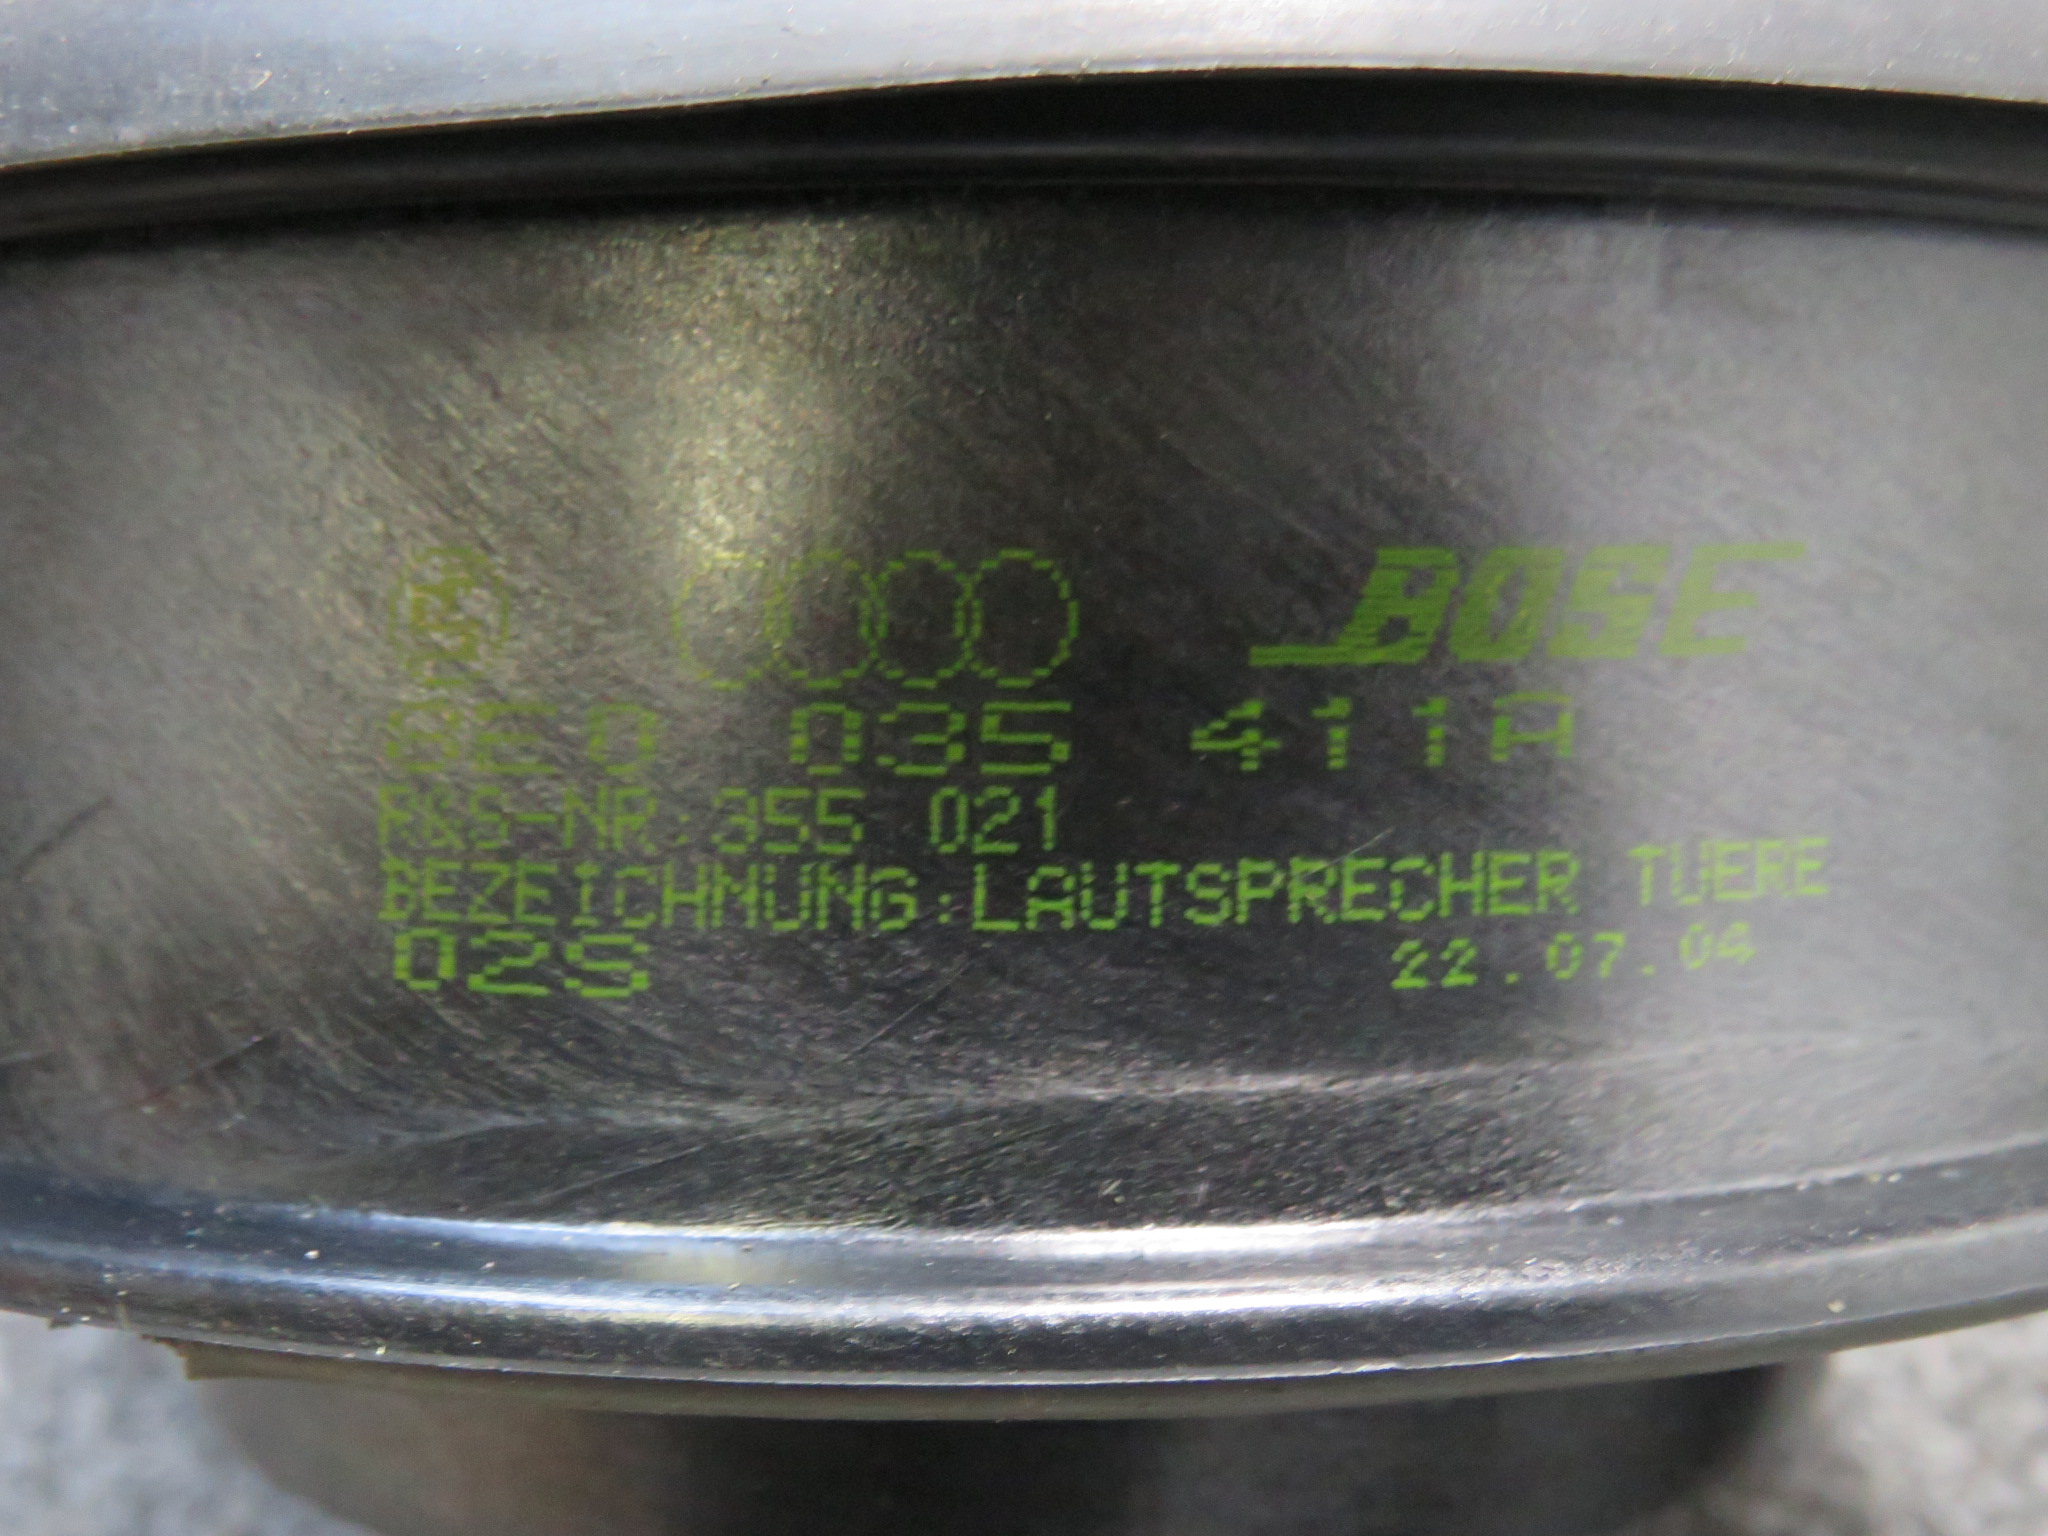 BOSE
8E0 035 411A
R&S-NR:355 021
BEZEICHNUNG:LAUTSPRECHER TUERE
02S 22.07.04